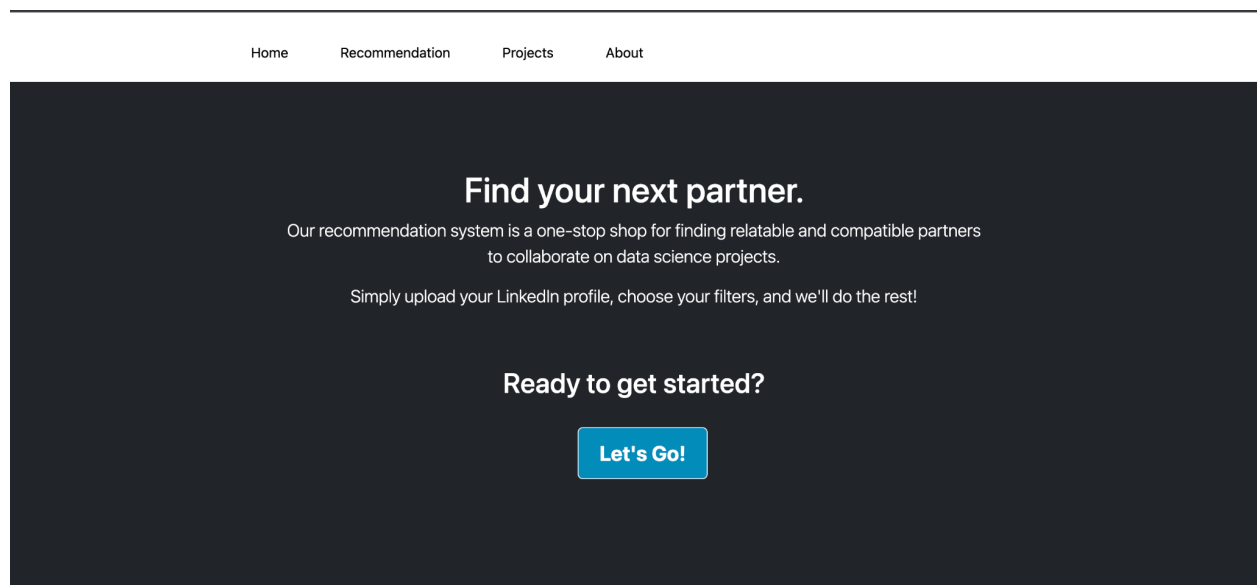 Home Recommendation Projects About
Find your next partner.
Our recommendation system is a one-stop shop for finding relatable and compatible partners
to collaborate on data science projects.
Simply upload your LinkedIn profile, choose your filters, and we'll do the rest!
Ready to get started?
Let's Go!